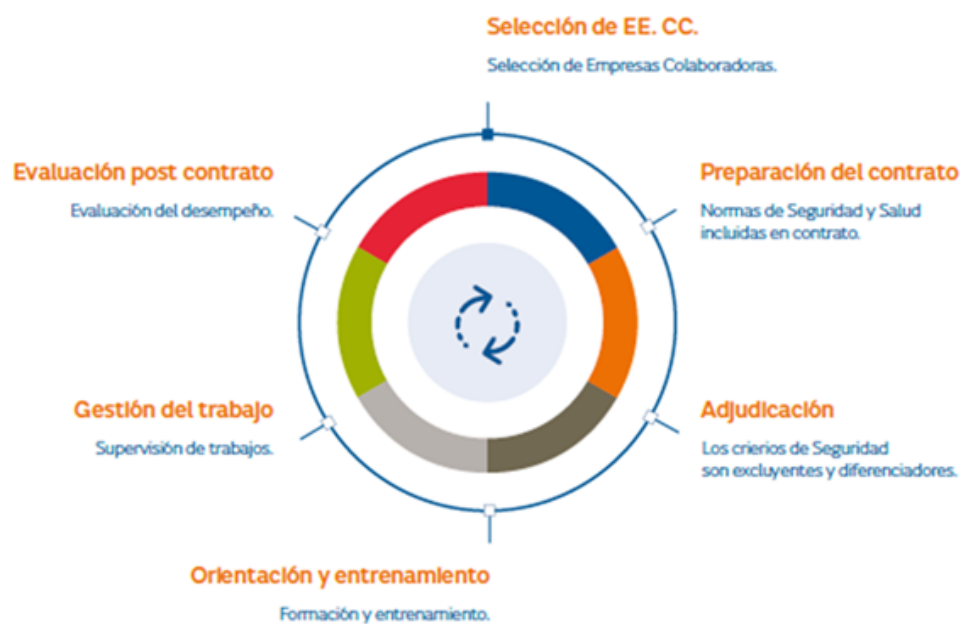 Selección de EE. CC.
Selección de Empresas Colaboradoras.
Preparación del contrato
Normas de Seguridad y Salud
incluidas en contrato.
Adjudicación
Los crierios de Seguridad
son excluyentes y diferenciadores.
Orientación y entrenamiento
Formación y entrenamiento.
Gestión del trabajo
Supervisión de trabajos.
Evaluación post contrato
Evaluación del desempeño.